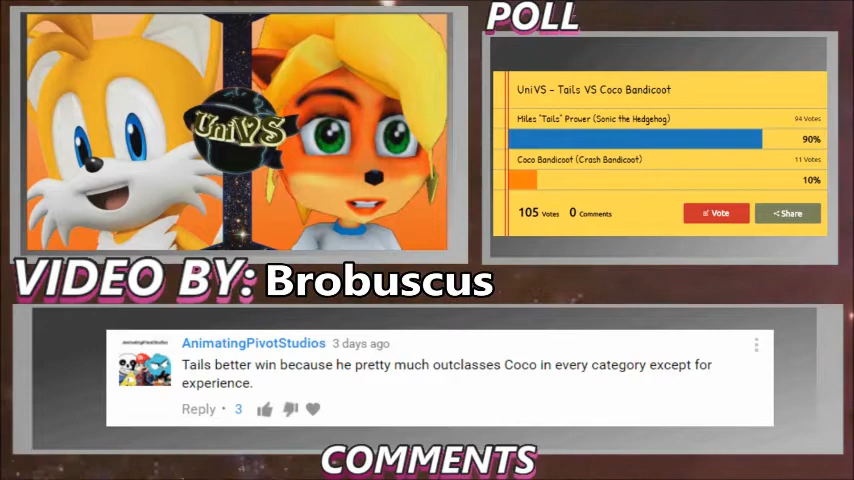 POLL
UniVS
UniVS - Tails VS Coco Bandicoot
Miles "Tails" Prower (Sonic the Hedgehog)
94 Votes
90%
Coco Bandicoot (Crash Bandicoot)
11 Votes
10%
105 Votes 0 Comments
Vote
Share
VIDEO BY: Brobuscus
AnimatingPivotStudios
AnimatingPivotStudios 3 days ago
Tails better win because he pretty much outclasses Coco in every category except for
experience.
Reply • 3
COMMENTS